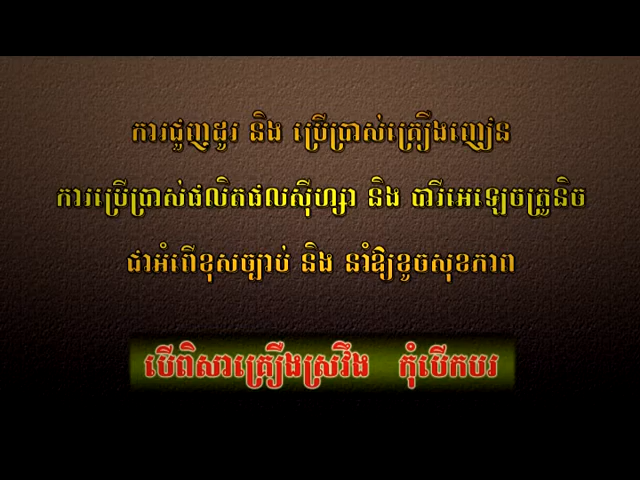 ការជួញដូរ និង ប្រើប្រាស់គ្រឿងញៀន
ការប្រើប្រាស់ផលិតផលស៊ីហ្សា និង បារីអេឡិចត្រូនិច
ជាអំពើខុសច្បាប់ និង នាំឱ្យខូចសុខភាព
បើពិសាគ្រឿងស្រវឹង កុំបើកបរ